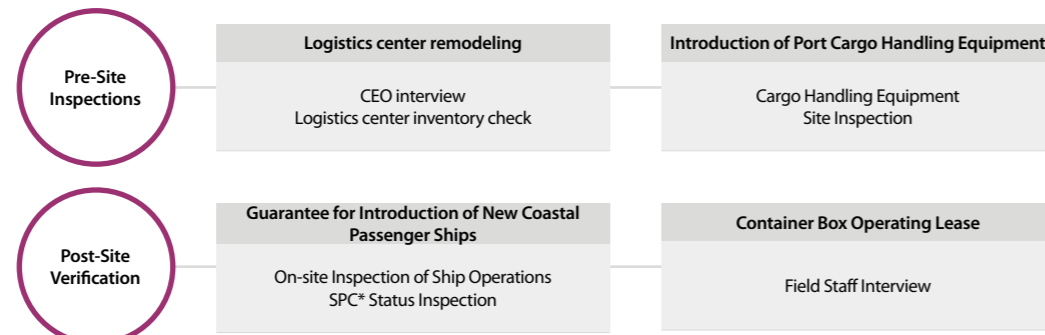 Pre-Site
Inspections
Logistics center remodeling
CEO interview
Logistics center inventory check
Introduction of Port Cargo Handling Equipment
Cargo Handling Equipment
Site Inspection
Post-Site
Verification
Guarantee for Introduction of New Coastal
Passenger Ships
On-site Inspection of Ship Operations
SPC* Status Inspection
Container Box Operating Lease
Field Staff Interview